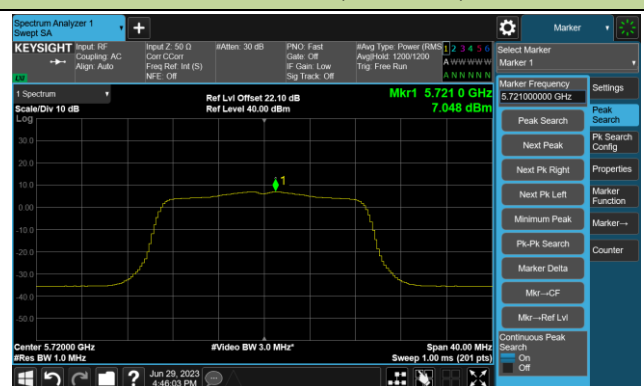 Spectrum Analyzer 1
Swept SA
+
Marker
KEYSIGHT
Input: RF
Coupling: AC
Align: Auto
Input Z: 50 Ω
Corr CCorr
Freq Ref: Int (S)
NFE: Off
#Atten: 30 dB
PNO: Fast
Gate: Off
IF Gain: Low
Sig Track: Off
#Avg Type: Power (RMS
Avg|Hold: 1200/1200
Trig: Free Run
1 2 3 4 5 6
A W W W W W
A N N N N N
LXI
Select Marker
Marker 1
1 Spectrum
Scale/Div 10 dB
Log
Ref Lvl Offset 22.10 dB
Ref Level 40.00 dBm
Mkr1 5.721 0 GHz
7.048 dBm
30.0
20.0
10.0
0.00
-10.0
-20.0
-30.0
-40.0
-50.0
1
Center 5.72000 GHz
#Res BW 1.0 MHz
#Video BW 3.0 MHz*
Span 40.00 MHz
Sweep 1.00 ms (201 pts)
Marker Frequency
5.721000000 GHz
Peak Search
Next Peak
Next Pk Right
Next Pk Left
Minimum Peak
Pk-Pk Search
Marker Delta
Mkr→CF
Mkr→Ref Lvl
Continuous Peak
Search
On
Off
Settings
Peak
Search
Pk Search
Config
Properties
Marker
Function
Marker→
Counter
?
Jun 29, 2023
4:46:03 PM